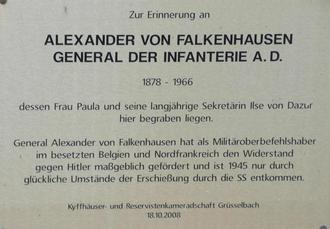 Zur Erinnerung an
ALEXANDER VON FALKENHAUSEN
GENERAL DER INFANTERIE A. D.
1878 - 1966
dessen Frau Paula und seine langjährige Sekretärin Ilse von Dazur
hier begraben liegen.
General Alexander von Falkenhausen hat als Militäroberbefehlshaber
im besetzten Belgien und Nordfrankreich den Widerstand
gegen Hitler maßgeblich gefördert und ist 1945 nur durch
glückliche Umstände der Erschießung durch die SS entkommen.
Kyffhäuser- und Reservistenkameradschaft Grüsselbach
18.10.2008